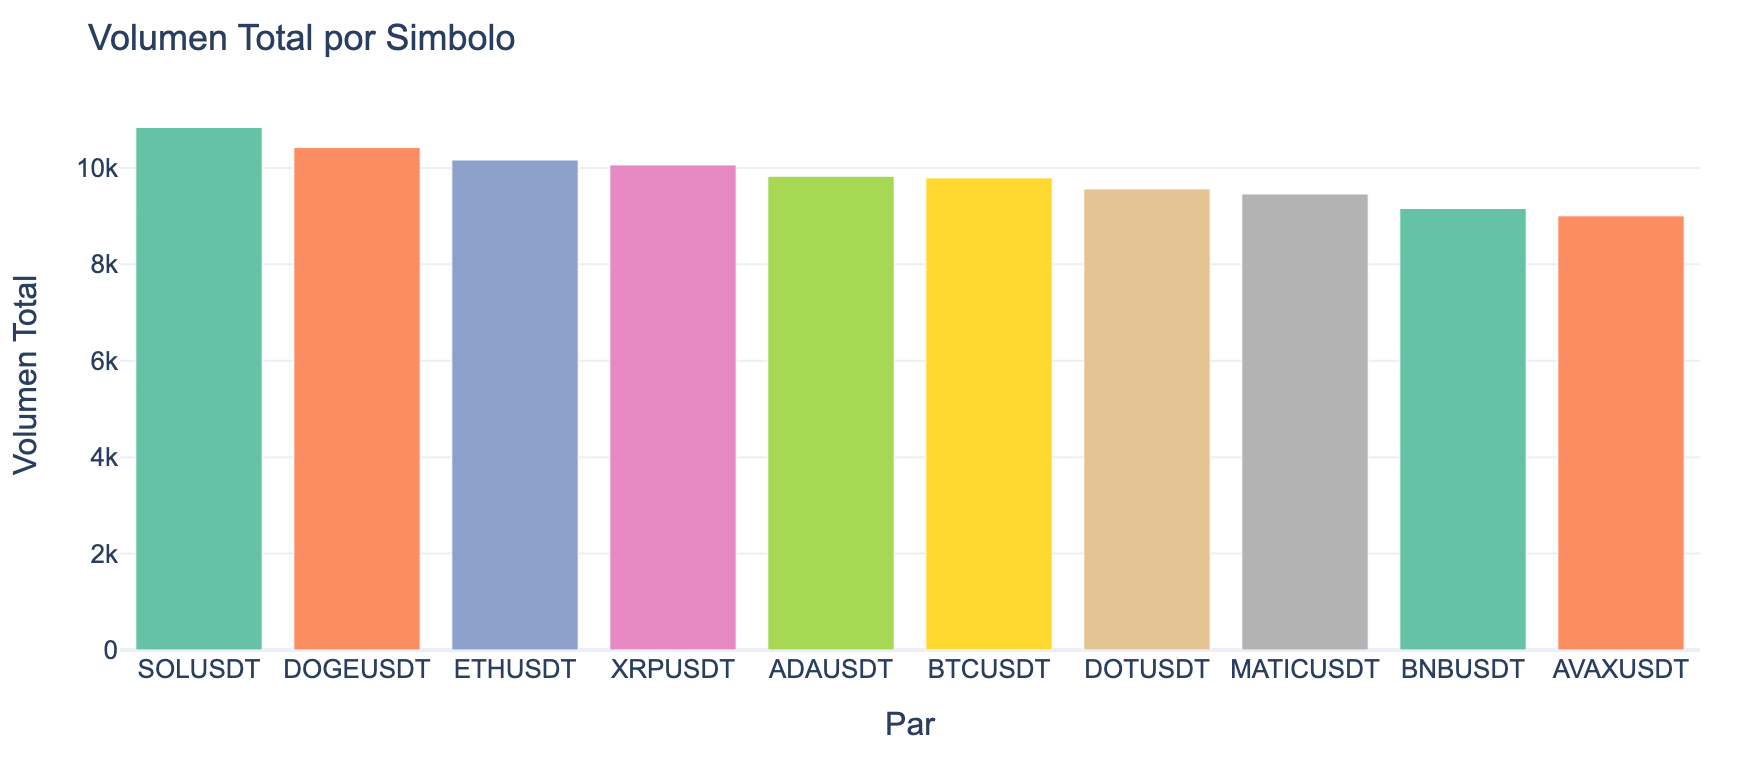 Volumen Total por Simbolo
Volumen Total
10k
8k
6k
4k
2k
0
SOLUSDT DOGEUSDT ETHUSDT XRPUSDT ADAUSDT BTCUSDT DOTUSDT MATICUSDT BNBUSDT AVAXUSDT
Par